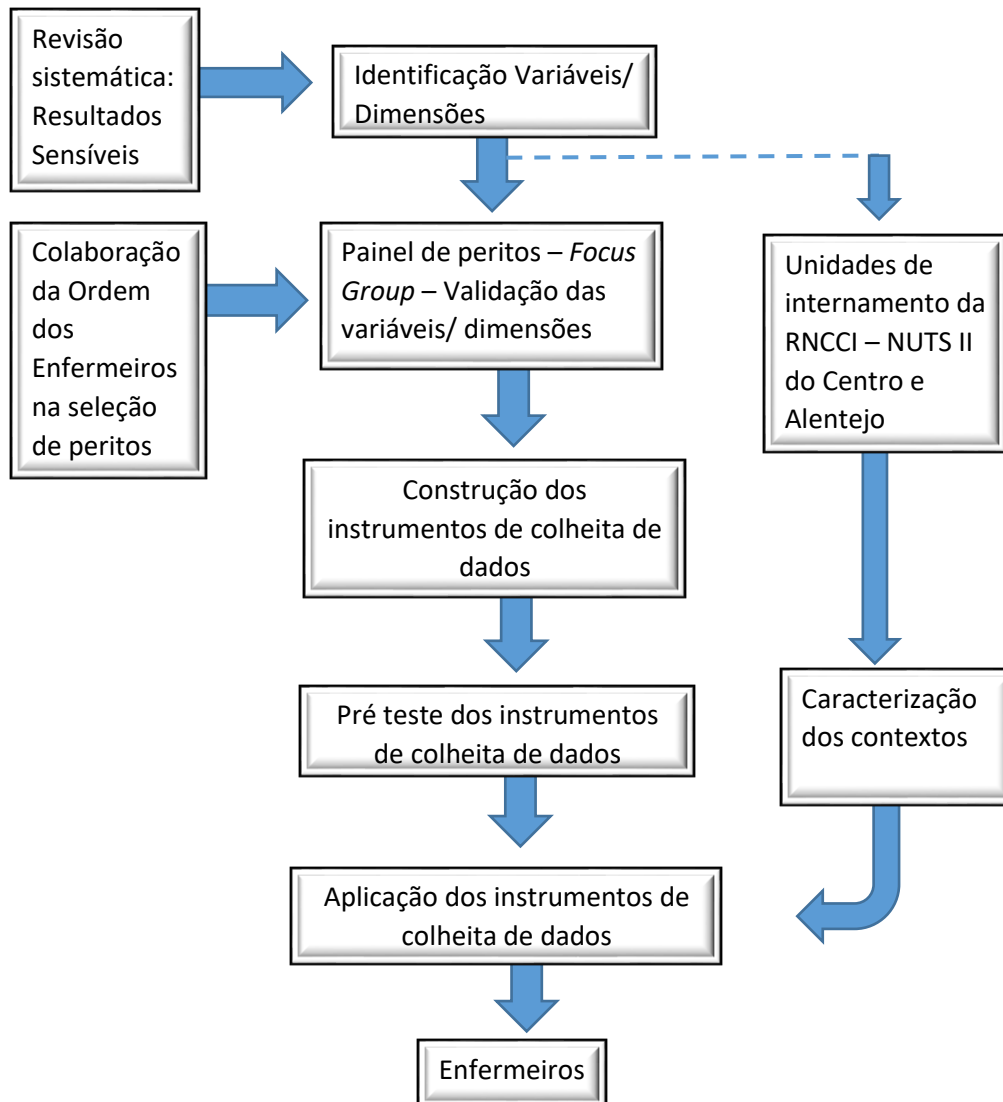 Revisão
sistemática:
Resultados
Sensíveis
Identificação Variáveis/
Dimensões
Colaboração
da Ordem
dos
Enfermeiros
na seleção
de peritos
Painel de peritos – Focus
Group – Validação das
variáveis/ dimensões
Unidades de
internamento da
RNCCI – NUTS II
do Centro e
Alentejo
Construção dos
instrumentos de colheita de
dados
Pré teste dos instrumentos
de colheita de dados
Caracterização
dos contextos
Aplicação dos instrumentos de
colheita de dados
Enfermeiros